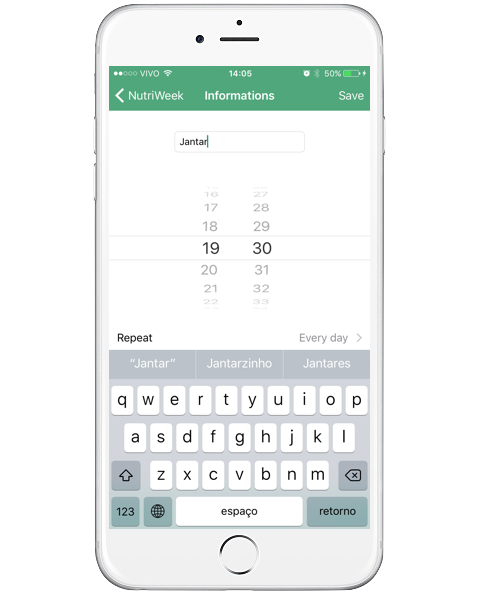 VIVO 14:05 50%
NutriWeek Informations Save
Jantar
16 27
17 28
18 29
19 30
20 31
21 32
22 33
Repeat Every day
“Jantar” Jantarzinho Jantares
q w e r t y u i o p
a s d f g h j k l
z x c v b n m
123 espaço retorno